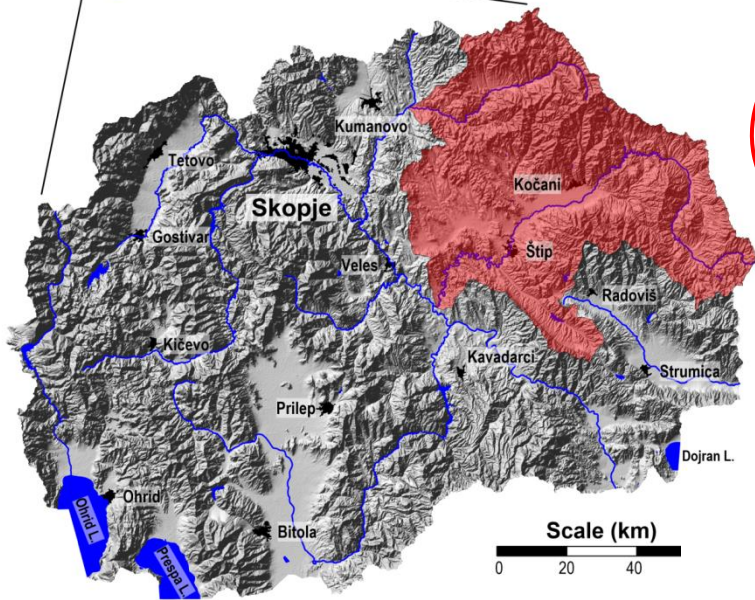 Kumanovo
Tetovo
Kočani
Skopje
Gostivar
Štip
Veles
Radoviš
Kičevo
Kavadarci
Strumica
Prilep
Dojran L.
Ohrid
Ohrid L.
Bitola
Prespa L.
Scale (km)
0 20 40